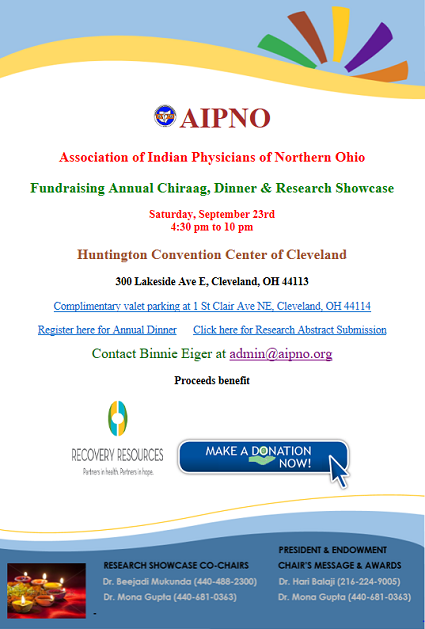 AIPNO
Association of Indian Physicians of Northern Ohio
Fundraising Annual Chiraag, Dinner & Research Showcase
Saturday, September 23rd
4:30 pm to 10 pm
Huntington Convention Center of Cleveland
300 Lakeside Ave E, Cleveland, OH 44113
Complimentary valet parking at 1 St Clair Ave NE, Cleveland, OH 44114
Register here for Annual Dinner Click here for Research Abstract Submission
Contact Binnie Eiger at admin@aipno.org
Proceeds benefit
RECOVERY RESOURCES
Partners in health. Partners in hope.
MAKE A DONATION
NOW!
RESEARCH SHOWCASE CO-CHAIRS
Dr. Beejadi Mukunda (440-488-2300)
Dr. Mona Gupta (440-681-0363)
PRESIDENT & ENDOWMENT
CHAIR'S MESSAGE & AWARDS
Dr. Hari Balaji (216-224-9005)
Dr. Mona Gupta (440-681-0363)